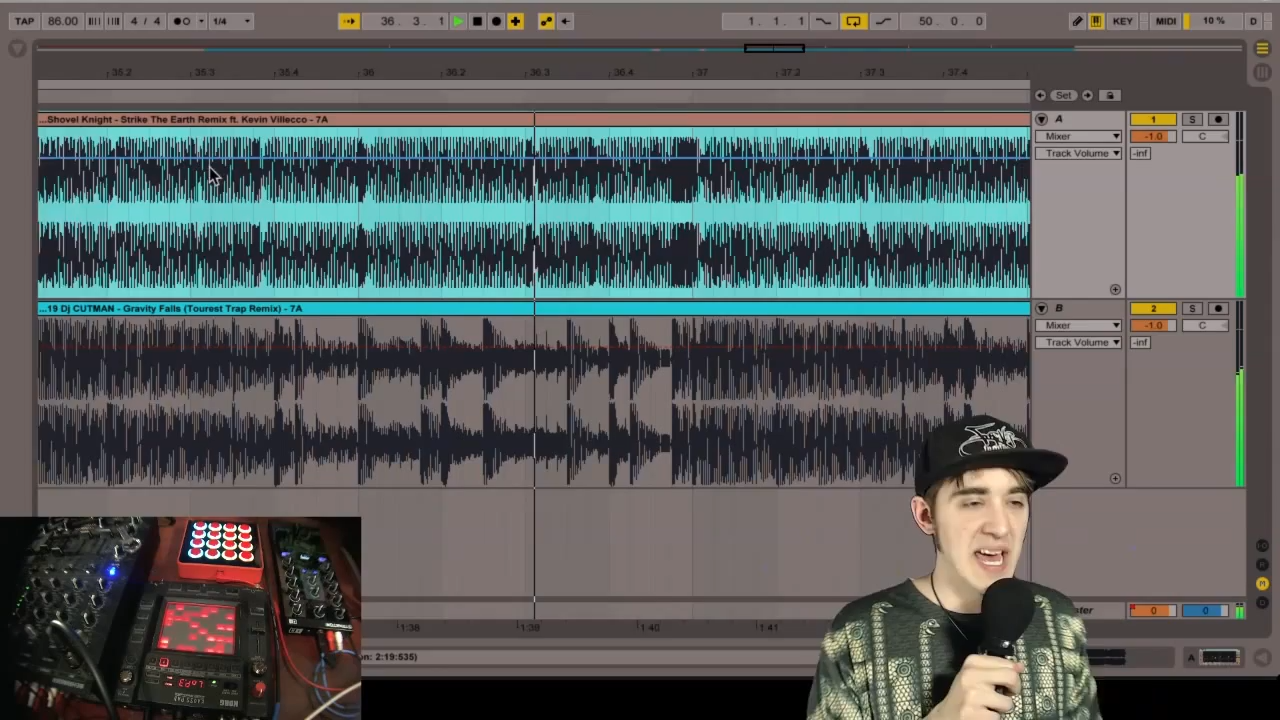 TAP 86.00 4 / 4 1/4 36. 3. 1 1. 1. 1 50. 0. 0 KEY MIDI 10 % D
35.2 35.3 35.4 36 36.2 36.3 36.4 37 37.2 37.3 37.4
Set
...Shovel Knight - Strike The Earth Remix ft. Kevin Villecco - 7A
A 1 S
Mixer -1.0 C
Track Volume -inf
...19 Dj CUTMAN - Gravity Falls (Tourest Trap Remix) - 7A
B 2 S
Mixer -1.0 C
Track Volume -inf
ster 0 0
1:38 1:39 1:40 1:41
on: 2:19:535) A
KORG